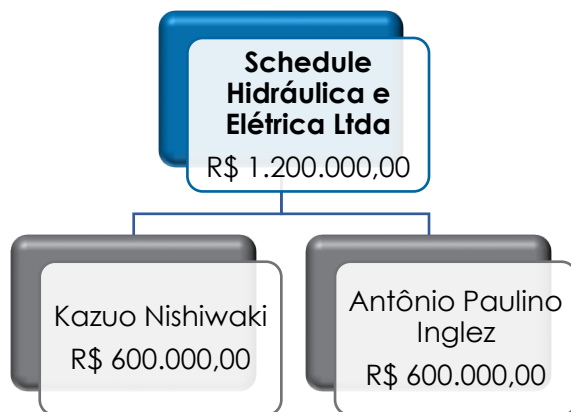 Schedule
Hidráulica e
Elétrica Ltda
R$ 1.200.000,00
Kazuo Nishiwaki
R$ 600.000,00
Antônio Paulino
Inglez
R$ 600.000,00